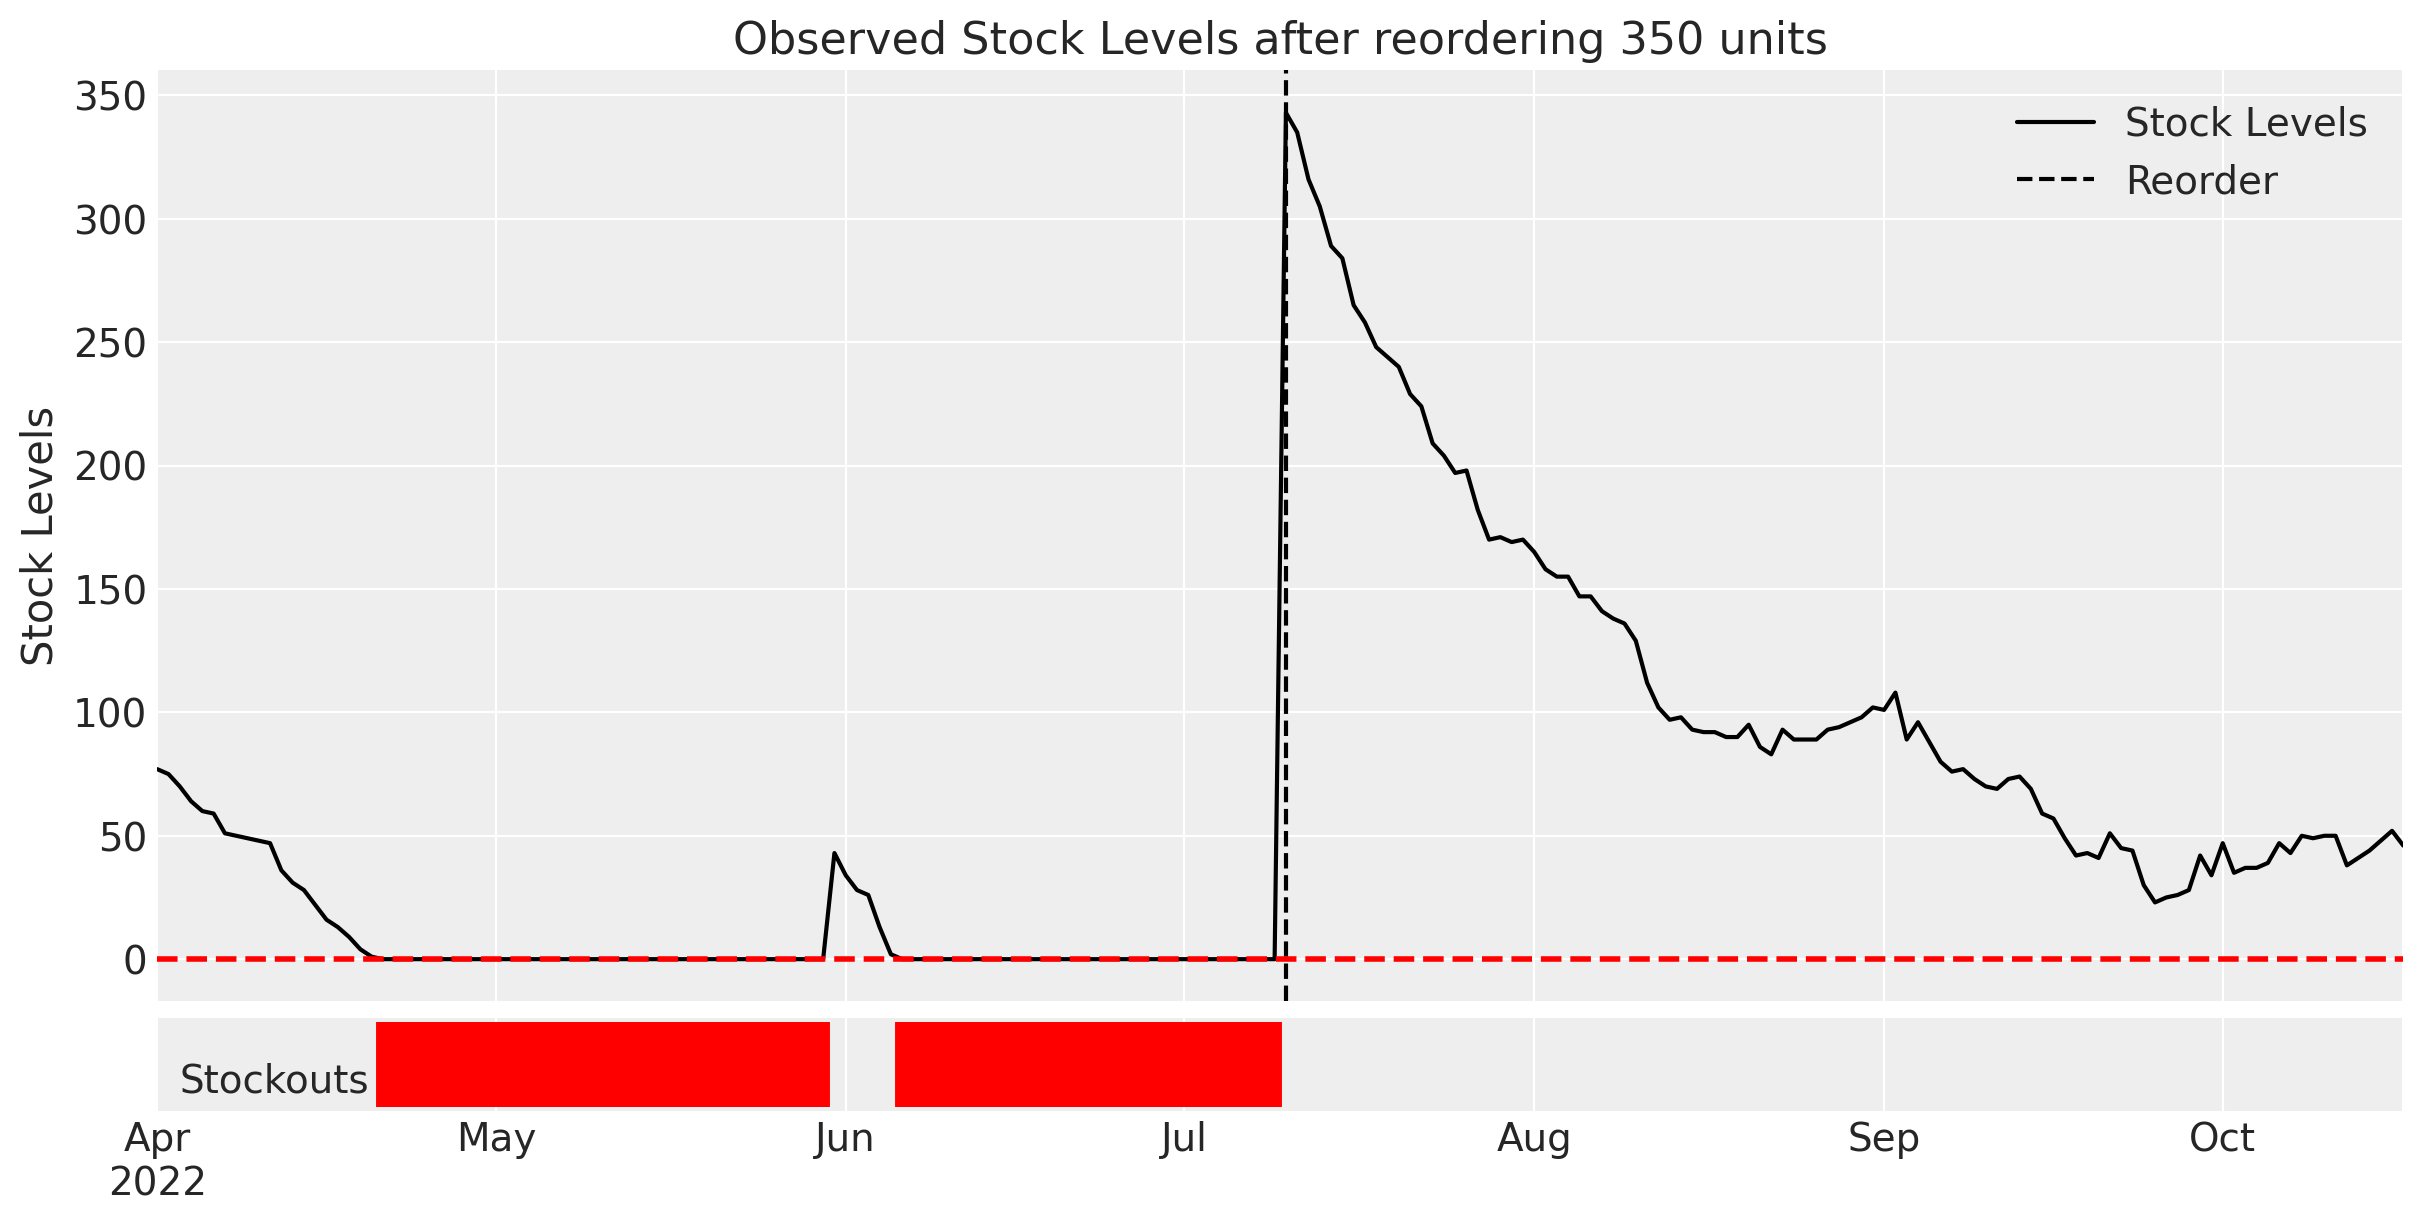 Observed Stock Levels after reordering 350 units
350
300
250
200
150
100
50
0
Stock Levels
Stock Levels
Reorder
Stockouts
Apr May Jun Jul Aug Sep Oct
2022